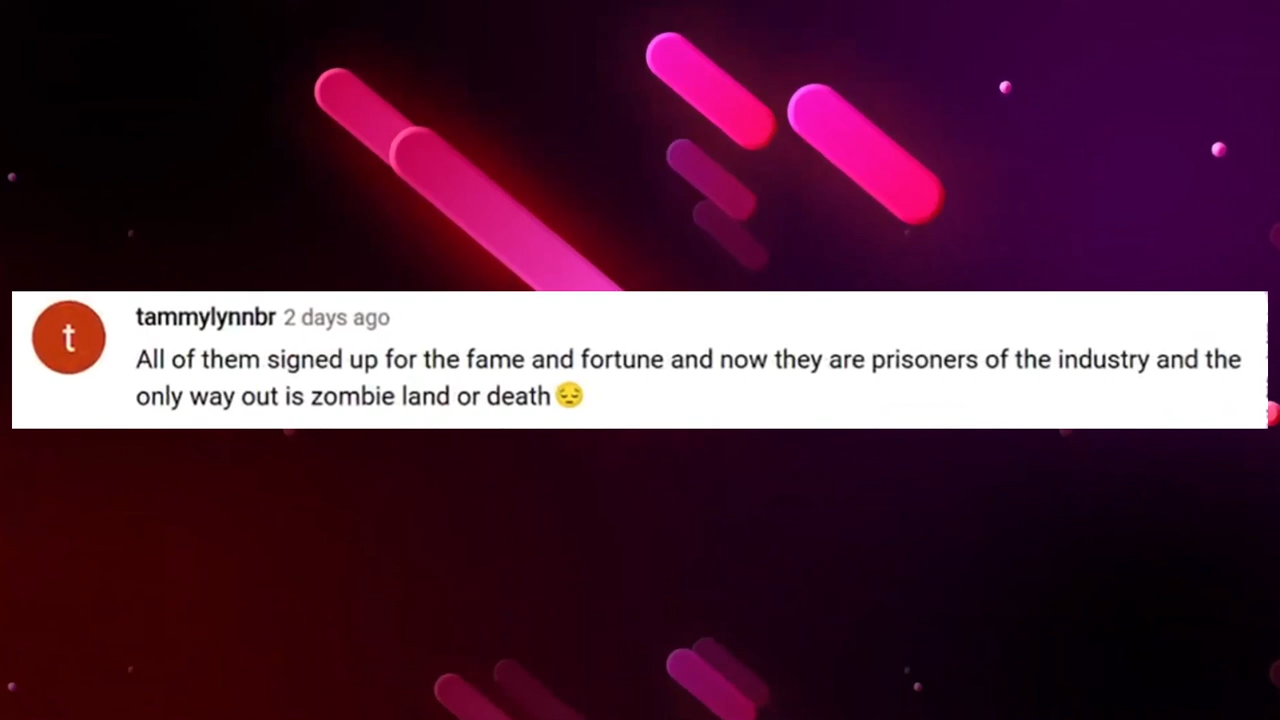 t
tammylynnbr 2 days ago
All of them signed up for the fame and fortune and now they are prisoners of the industry and the
only way out is zombie land or death😔